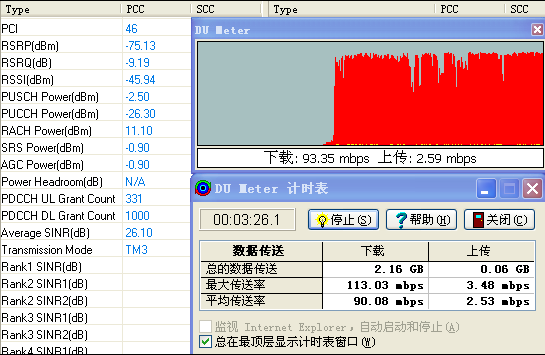 Type PCC SCC Type PCC SCC
PCI 46
RSRP(dBm) -75.13
RSRQ(dB) -9.19
RSSI(dBm) -45.94
PUSCH Power(dBm) -2.50
PUCCH Power(dBm) -26.30
RACH Power(dBm) 11.10
SRS Power(dBm) -0.90
AGC Power(dBm) -0.90
Power Headroom(dB) N/A
PDCCH UL Grant Count 331
PDCCH DL Grant Count 1000
Average SINR(dB) 26.10
Transmission Mode TM3
Rank1 SINR(dB)
Rank2 SINR1(dB)
Rank2 SINR2(dB)
Rank3 SINR1(dB)
Rank3 SINR2(dB)
Rank4 SINR1(dB)
DU Meter
下载: 93.35 mbps 上传: 2.59 mbps
DU Meter 计时表
00:03:26.1 停止(S) 帮助(H) 关闭(C)
数据传送 下载 上传
总的数据传送 2.16 GB 0.06 GB
最大传送率 113.03 mbps 3.48 mbps
平均传送率 90.08 mbps 2.53 mbps
监视 Internet Explorer，自动启动和停止(A)
总在最顶层显示计时表窗口(W)